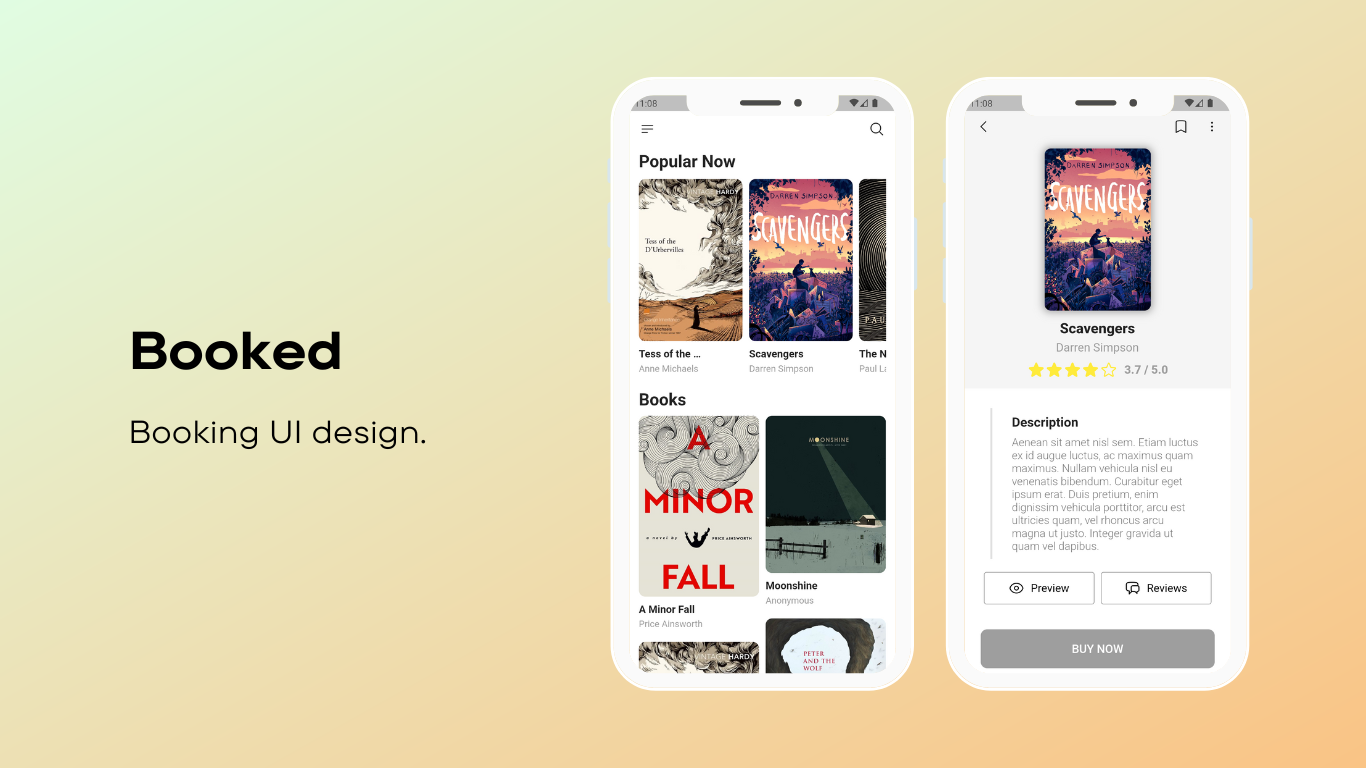 Booked
Booking UI design.
11:08
Popular Now
VINTAGE HARDY
Tess of the
D'Urbervilles
Anne Michaels
DARREN SIMPSON
SCAVENGERS
PAU
Tess of the ...
Anne Michaels
Scavengers
Darren Simpson
The N
Paul La
Books
A
MINOR
a novel by PRICE AINSWORTH
FALL
A Minor Fall
Price Ainsworth
MOONSHINE
Moonshine
Anonymous
VINTAGE HARDY
PETER
AND THE
WOLF
11:08
DARREN SIMPSON
SCAVENGERS
Scavengers
Darren Simpson
3.7 / 5.0
Description
Aenean sit amet nisl sem. Etiam luctus
ex id augue luctus, ac maximus quam
maximus. Nullam vehicula nisl eu
venenatis bibendum. Curabitur eget
ipsum erat. Duis pretium, enim
dignissim vehicula porttitor, arcu est
ultricies quam, vel rhoncus arcu
magna ut justo. Integer gravida ut
quam vel dapibus.
Preview
Reviews
BUY NOW